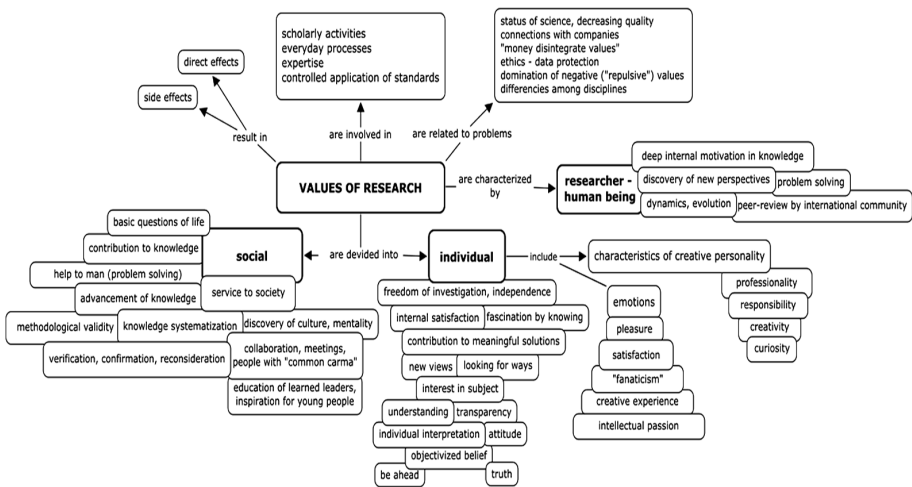 status of science, decreasing quality
connections with companies
"money disintegrate values"
ethics - data protection
domination of negative ("repulsive") values
differencies among disciplines
scholarly activities
everyday processes
expertise
controlled application of standards
direct effects
side effects
result in
are involved in
are related to problems
VALUES OF RESEARCH
are characterized
by
researcher -
human being
deep internal motivation in knowledge
discovery of new perspectives
problem solving
dynamics, evolution
peer-review by international community
basic questions of life
contribution to knowledge
help to man (problem solving)
advancement of knowledge
methodological validity
knowledge systematization
discovery of culture, mentality
verification, confirmation, reconsideration
social
service to society
collaboration, meetings,
people with "common carma"
education of learned leaders,
inspiration for young people
are devided into
individual
include
freedom of investigation, independence
internal satisfaction
fascination by knowing
contribution to meaningful solutions
new views
looking for ways
interest in subject
understanding
transparency
individual interpretation
attitude
objectivized belief
be ahead
truth
characteristics of creative personality
professionality
responsibility
creativity
curiosity
emotions
pleasure
satisfaction
"fanaticism"
creative experience
intellectual passion